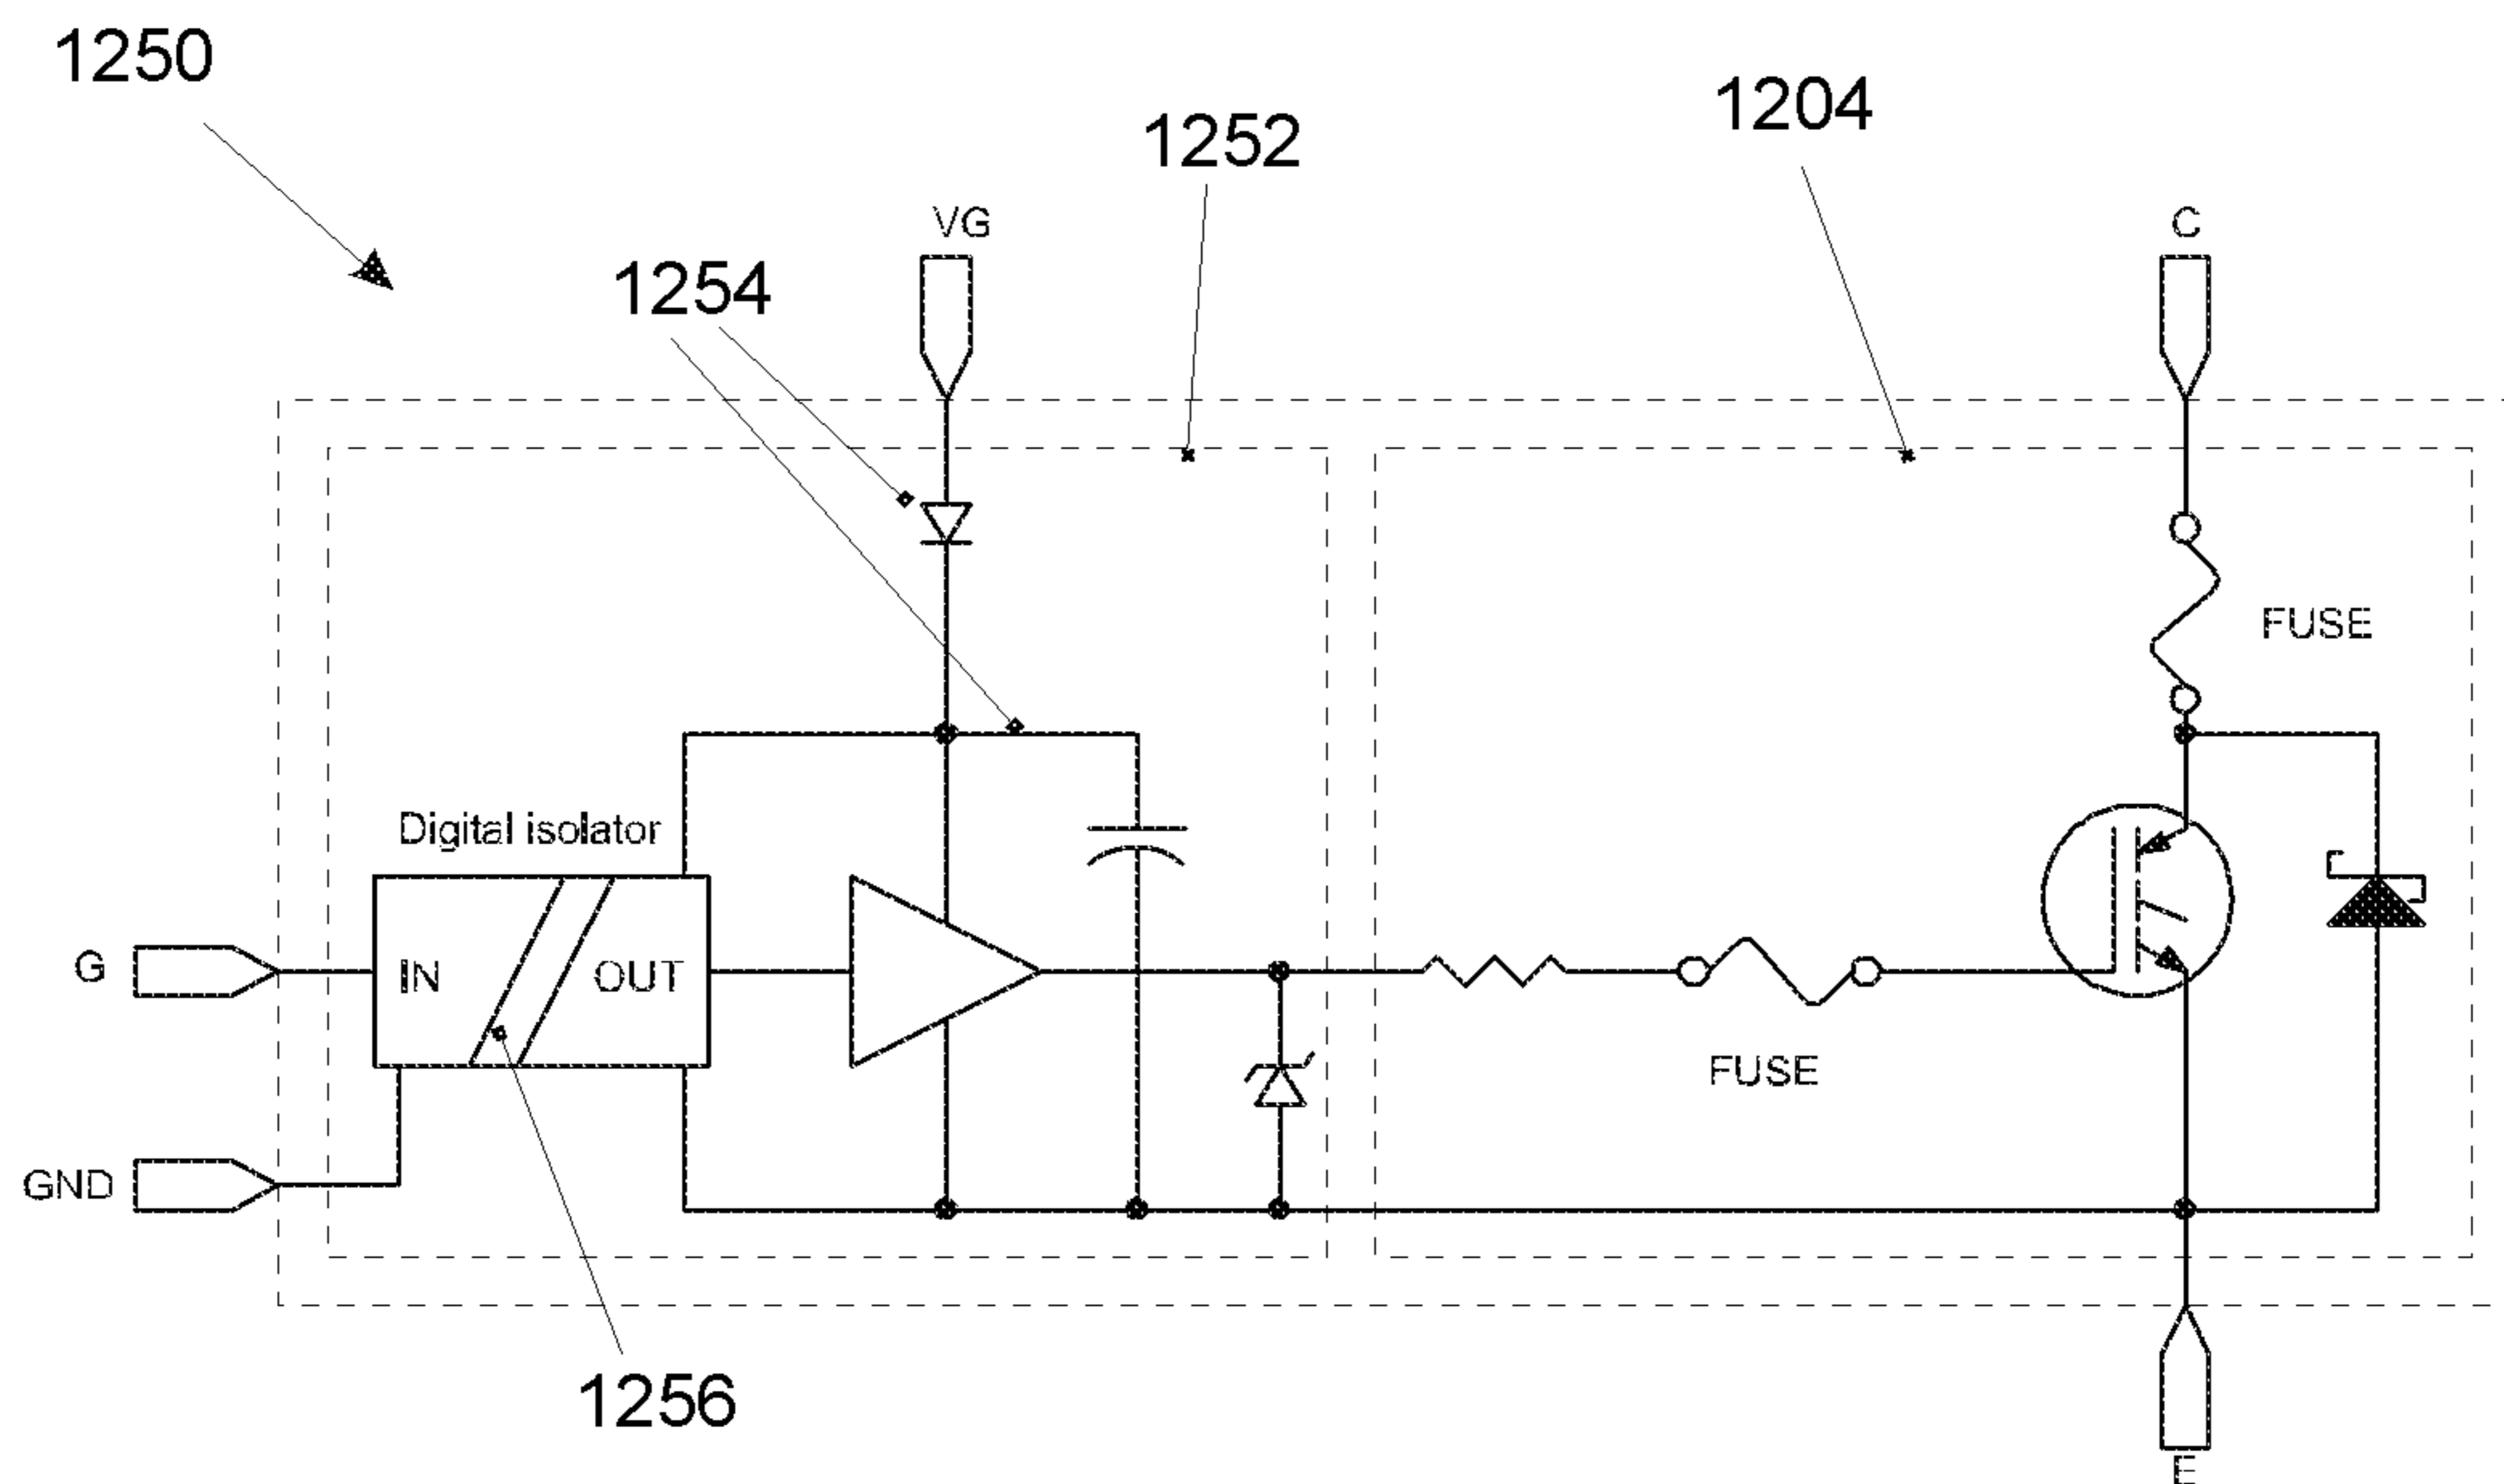 1250
1204
1252
VG
C
1254
FUSE
Digital isolator
G
IN
OUT
FUSE
GND
1256
E